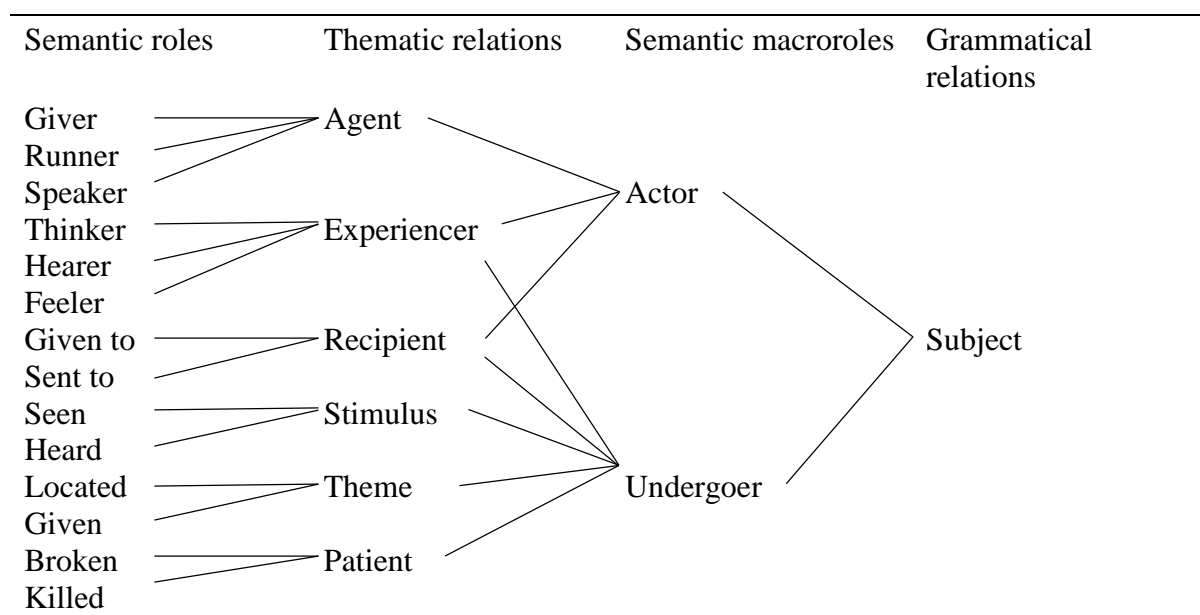 Semantic roles Thematic relations Semantic macroroles Grammatical
relations
Giver Agent
Runner
Speaker Actor
Thinker Experiencer
Hearer
Feeler
Given to Recipient Subject
Sent to
Seen Stimulus
Heard
Located Theme Undergoer
Given
Broken Patient
Killed